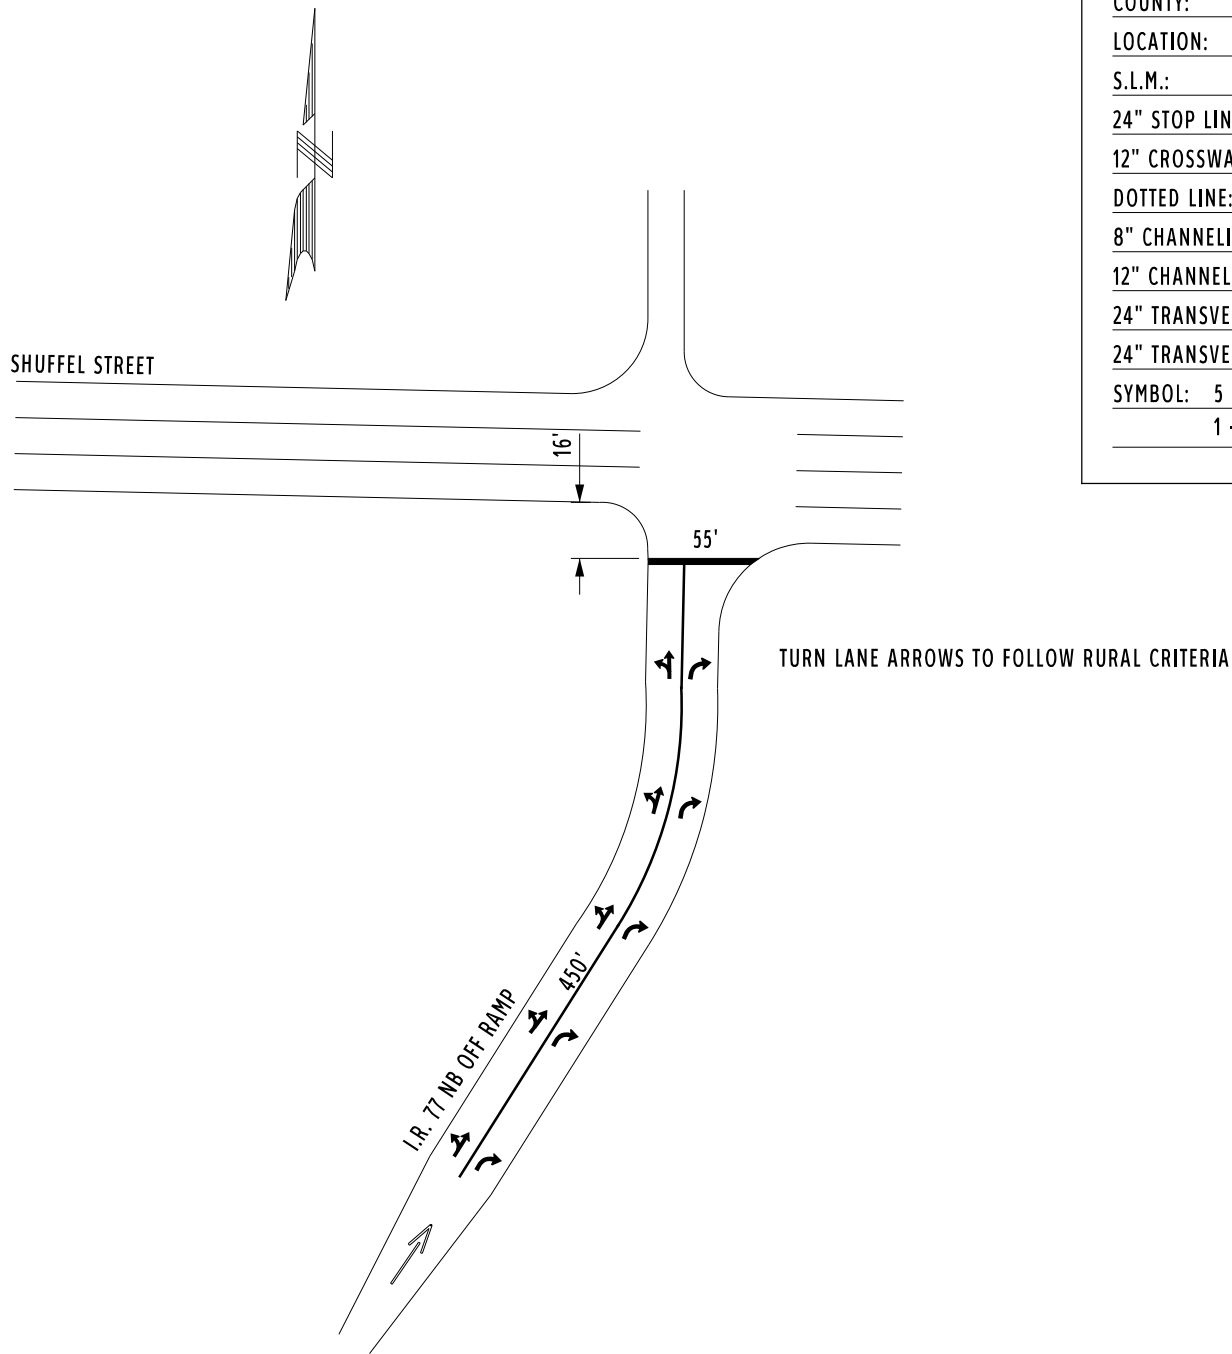 COUNTY:
LOCATION:
S.L.M.:
24" STOP LIN
12" CROSSWA
DOTTED LINE:
8" CHANNELI
12" CHANNEL
24" TRANSVE
24" TRANSVE
SYMBOL: 5
1 -
N
SHUFFEL STREET
16'
55'
TURN LANE ARROWS TO FOLLOW RURAL CRITERIA
450'
I.R. 77 NB OFF RAMP